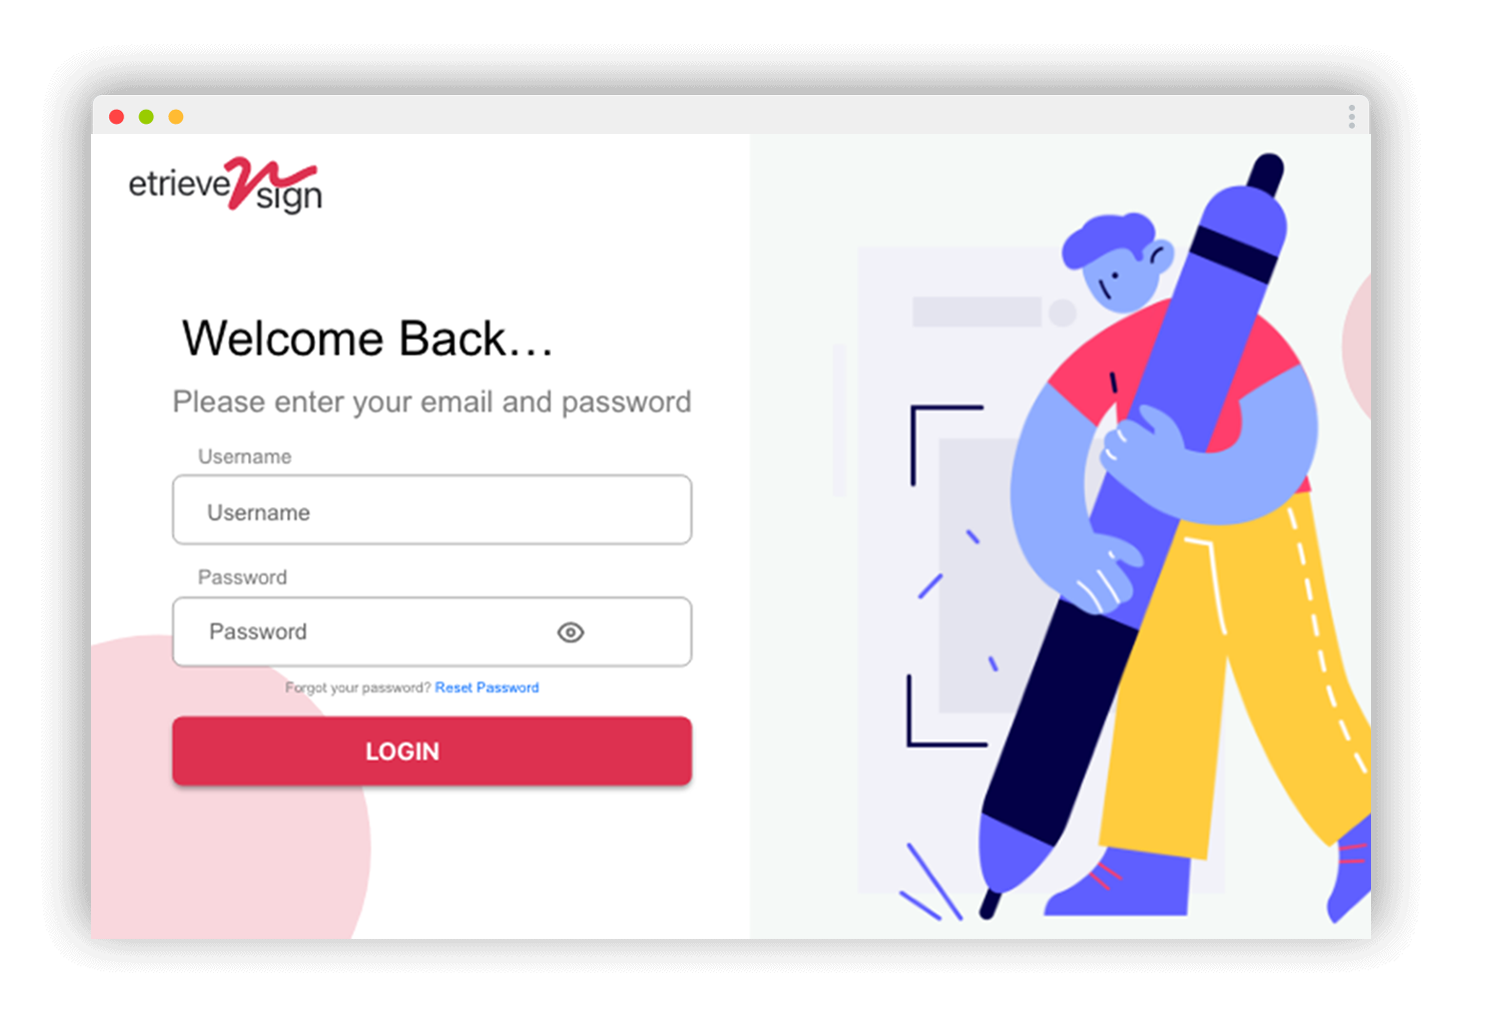 etrieve sign
Welcome Back...
Please enter your email and password
Username
Username
Password
Password
Forgot your password? Reset Password
LOGIN